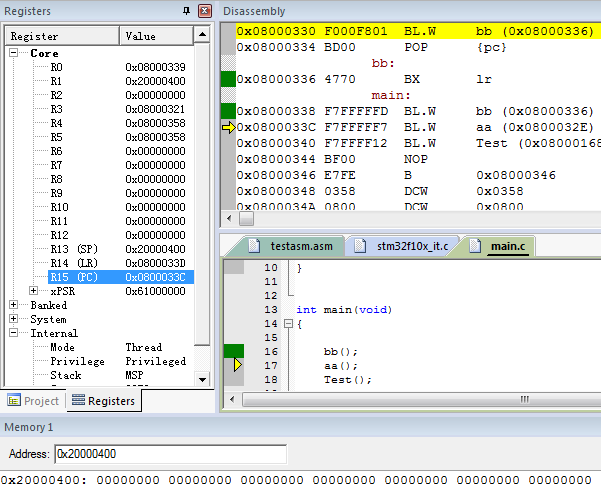 Registers
Register Value
Core
R0 0x08000339
R1 0x20000400
R2 0x00000000
R3 0x08000321
R4 0x08000358
R5 0x08000358
R6 0x00000000
R7 0x00000000
R8 0x00000000
R9 0x00000000
R10 0x00000000
R11 0x00000000
R12 0x00000000
R13 (SP) 0x20000400
R14 (LR) 0x0800033D
R15 (PC) 0x0800033C
xPSR 0x61000000
Banked
System
Internal
Mode Thread
Privilege Privileged
Stack MSP
Project Registers
Disassembly
0x08000330 F000F801 BL.W bb (0x08000336)
0x08000334 BD00 POP {pc}
bb:
0x08000336 4770 BX lr
main:
0x08000338 F7FFFFFD BL.W bb (0x08000336)
0x0800033C F7FFFFF7 BL.W aa (0x0800032E)
0x08000340 F7FFFF12 BL.W Test (0x08000168
0x08000344 BF00 NOP
0x08000346 E7FE B 0x08000346
0x08000348 0358 DCW 0x0358
0x0800034A 0800 DCW 0x0800
testasm.asm stm32f10x_it.c main.c
10 }
11
12
13 int main(void)
14 {
15
16 bb();
17 aa();
18 Test();
Memory 1
Address: 0x20000400
0x20000400: 00000000 00000000 00000000 00000000 00000000 00000000 00000000